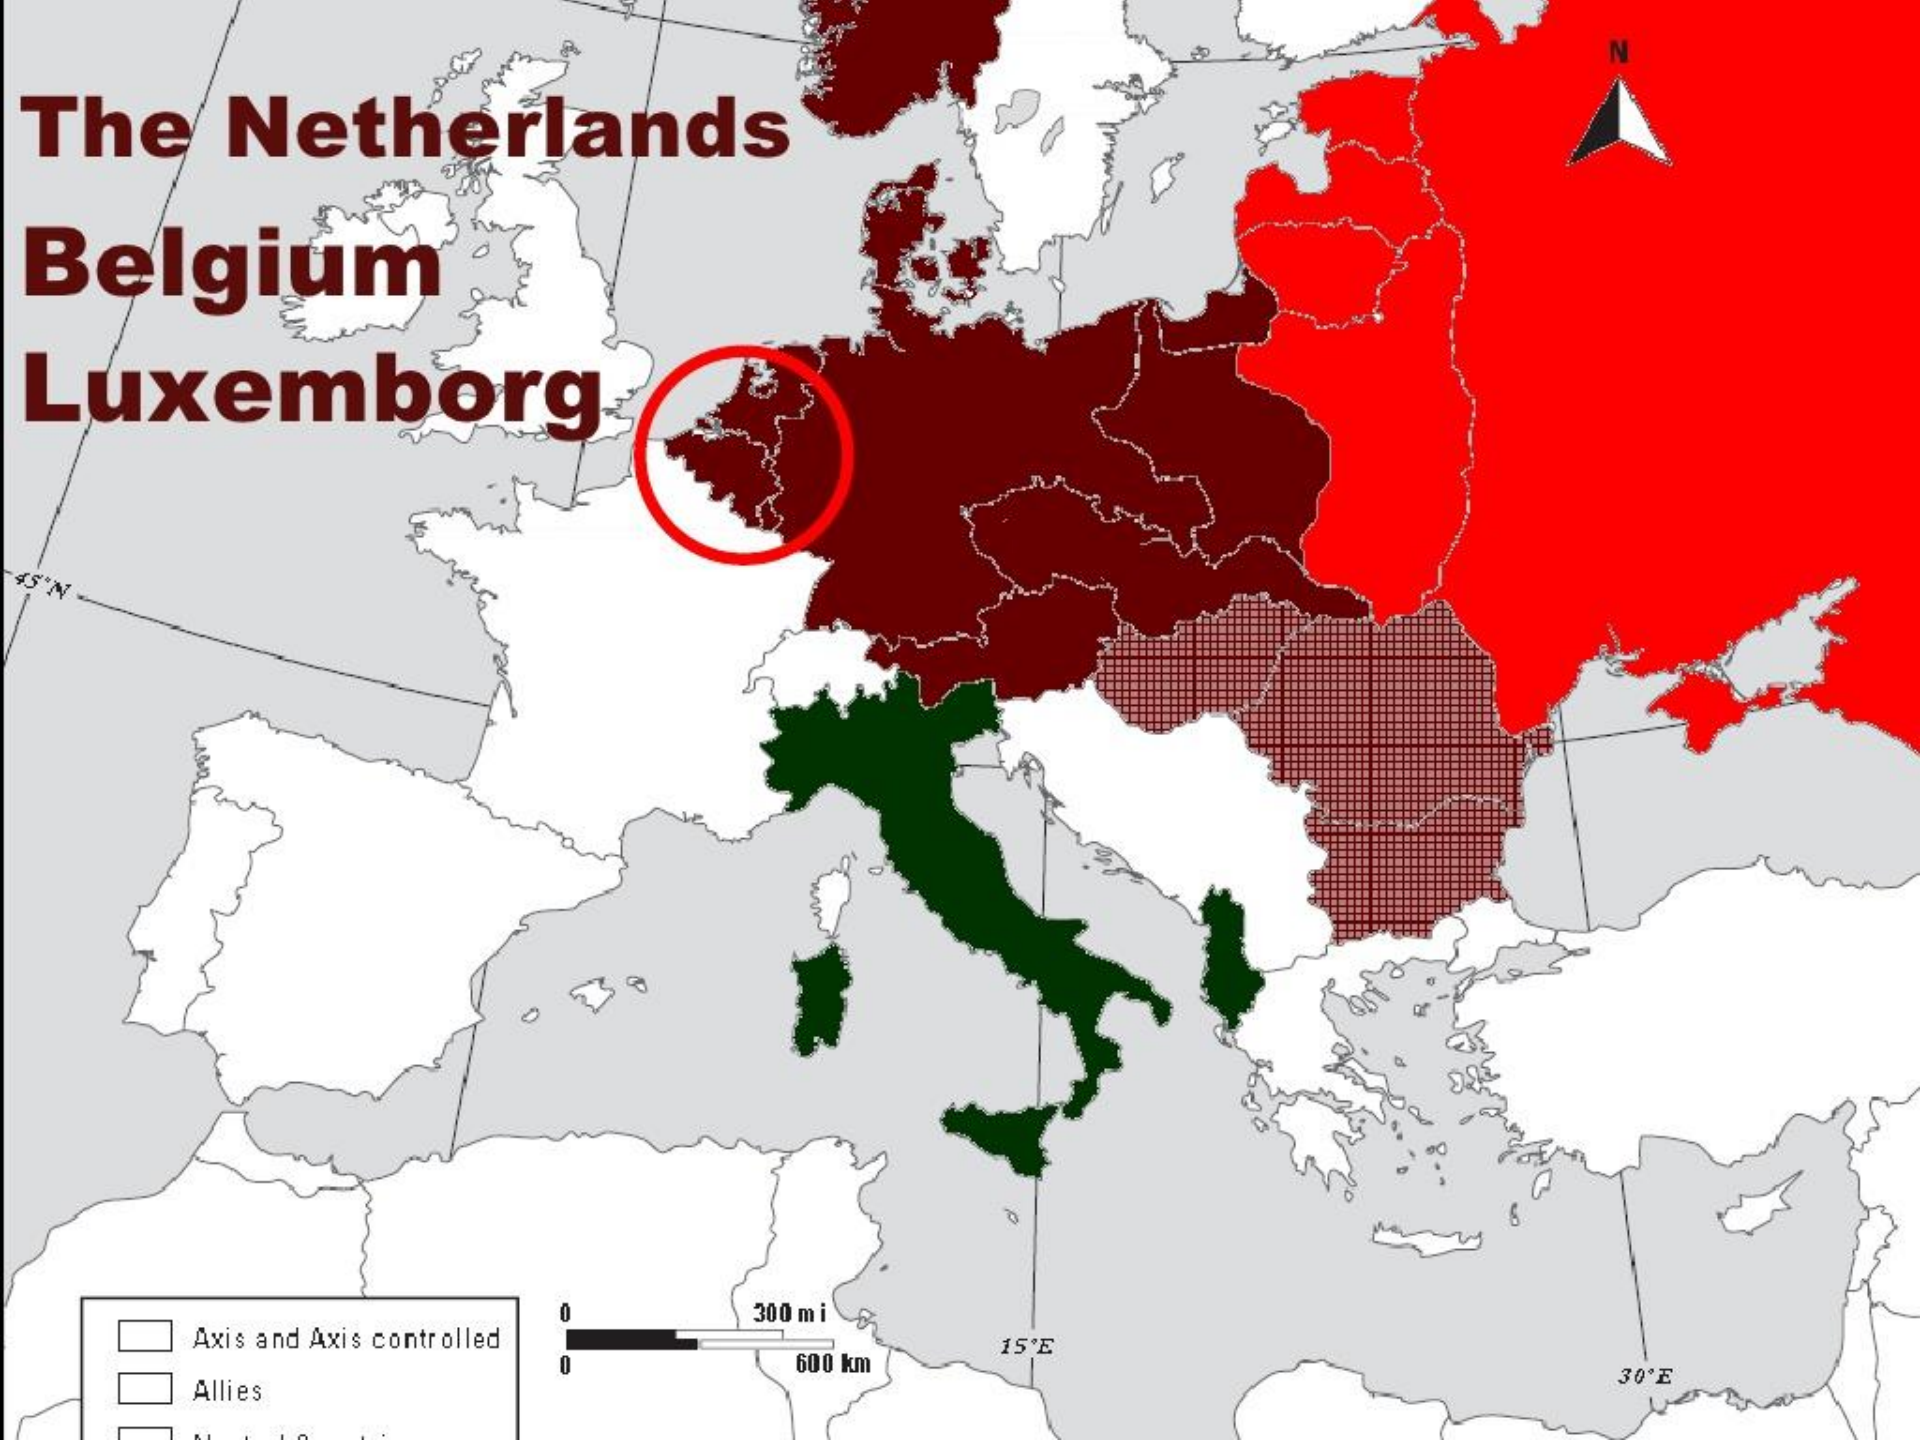 N
The Netherlands
Belgium
Luxemborg
45°N
Axis and Axis controlled
Allies
0 300 mi
0 600 km
15°E
30°E